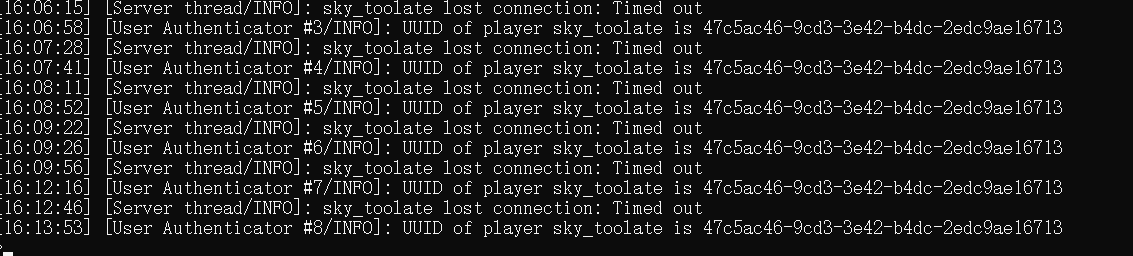 [16:06:15] [Server thread/INFO]: sky_toolate lost connection: Timed out
[16:06:58] [User Authenticator #3/INFO]: UUID of player sky_toolate is 47c5ac46-9cd3-3e42-b4dc-2edc9ae16713
[16:07:28] [Server thread/INFO]: sky_toolate lost connection: Timed out
[16:07:41] [User Authenticator #4/INFO]: UUID of player sky_toolate is 47c5ac46-9cd3-3e42-b4dc-2edc9ae16713
[16:08:11] [Server thread/INFO]: sky_toolate lost connection: Timed out
[16:08:52] [User Authenticator #5/INFO]: UUID of player sky_toolate is 47c5ac46-9cd3-3e42-b4dc-2edc9ae16713
[16:09:22] [Server thread/INFO]: sky_toolate lost connection: Timed out
[16:09:26] [User Authenticator #6/INFO]: UUID of player sky_toolate is 47c5ac46-9cd3-3e42-b4dc-2edc9ae16713
[16:09:56] [Server thread/INFO]: sky_toolate lost connection: Timed out
[16:12:16] [User Authenticator #7/INFO]: UUID of player sky_toolate is 47c5ac46-9cd3-3e42-b4dc-2edc9ae16713
[16:12:46] [Server thread/INFO]: sky_toolate lost connection: Timed out
[16:13:53] [User Authenticator #8/INFO]: UUID of player sky_toolate is 47c5ac46-9cd3-3e42-b4dc-2edc9ae16713
>